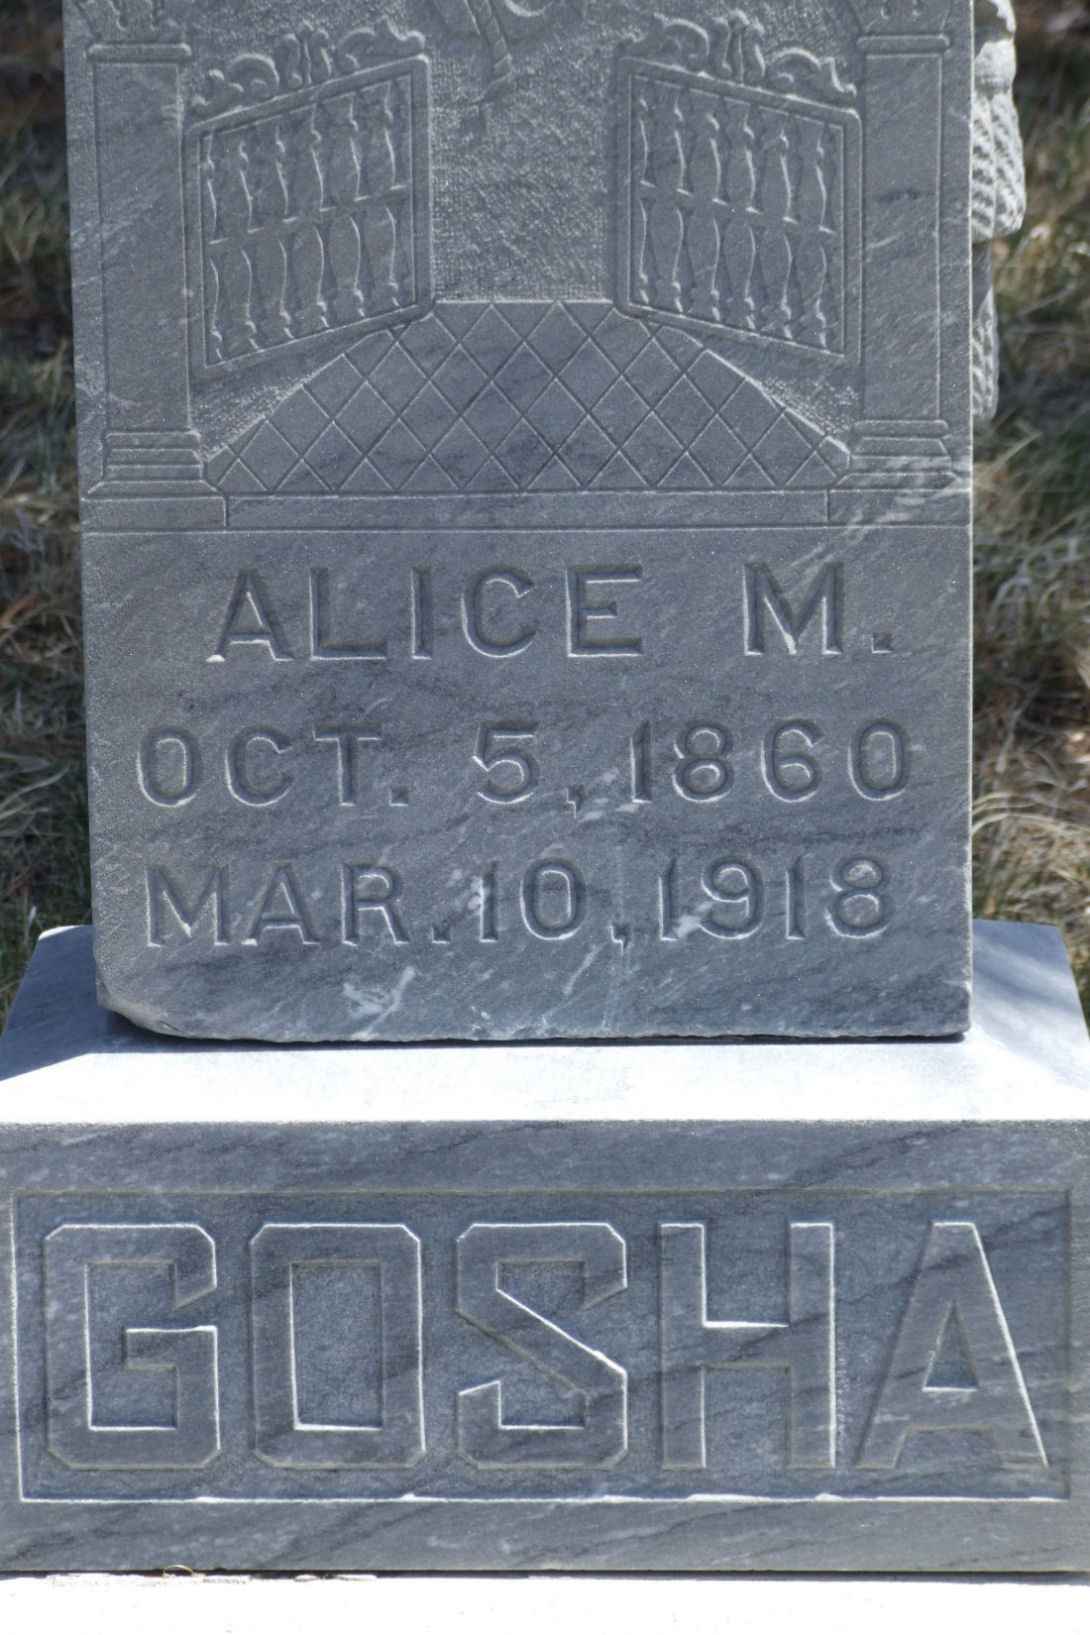 ALICE M.
OCT. 5, 1860
MAR. 10, 1918
GOSHA